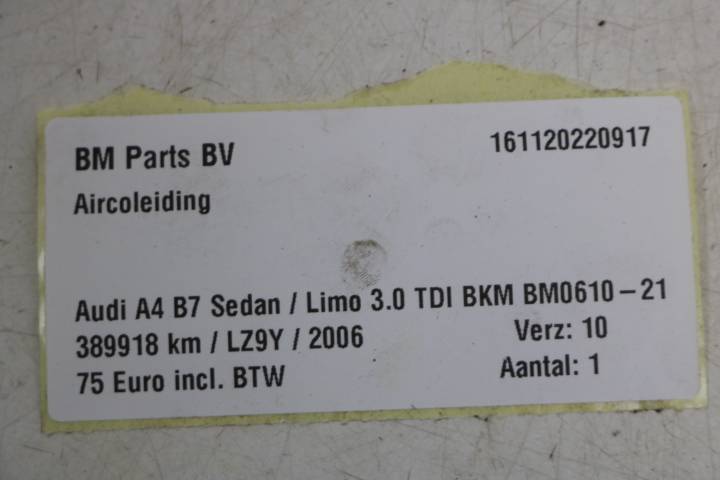 BM Parts BV 161120220917
Aircoleiding
Audi A4 B7 Sedan / Limo 3.0 TDI BKM BM0610-21
389918 km / LZ9Y / 2006 Verz: 10
75 Euro incl. BTW Aantal: 1